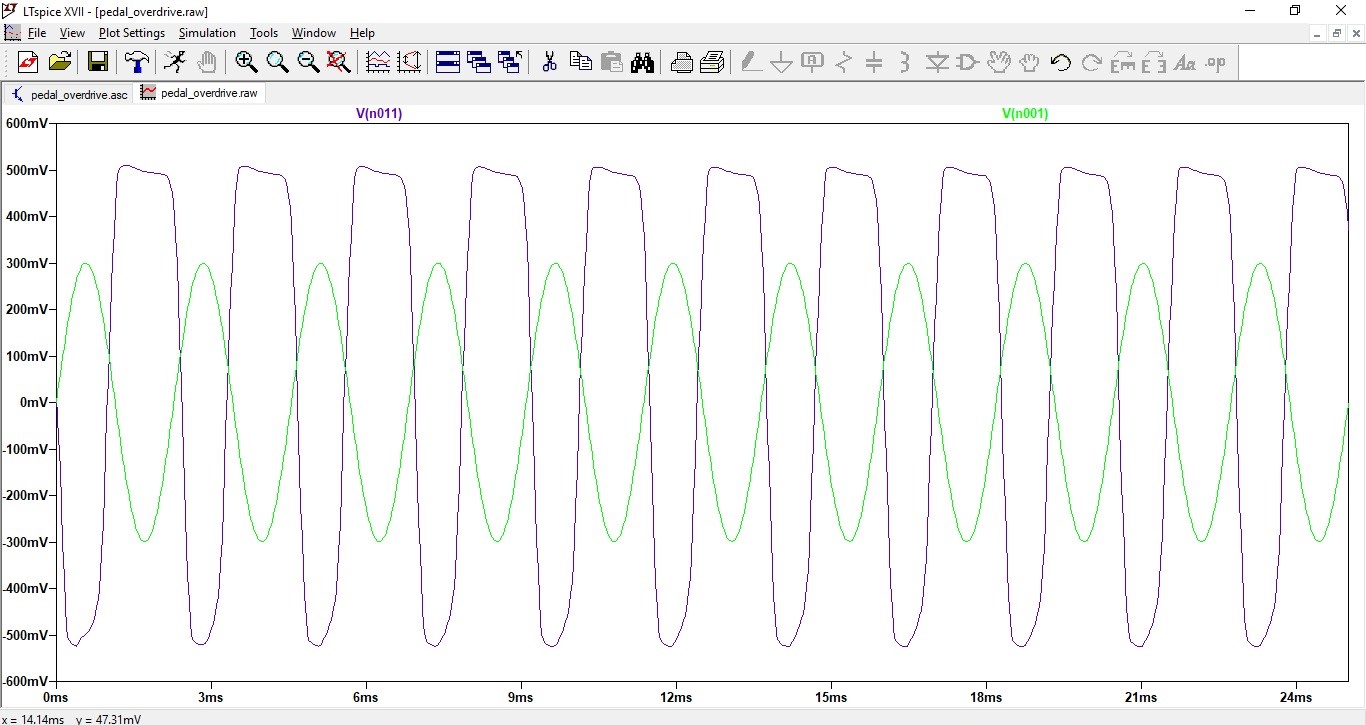 LTspice XVII - [pedal_overdrive.raw]
File View Plot Settings Simulation Tools Window Help
Aa .op
pedal_overdrive.asc pedal_overdrive.raw
V(n011) V(n001)
600mV
500mV
400mV
300mV
200mV
100mV
0mV
-100mV
-200mV
-300mV
-400mV
-500mV
-600mV
0ms 3ms 6ms 9ms 12ms 15ms 18ms 21ms 24ms
x = 14.14ms y = 47.31mV